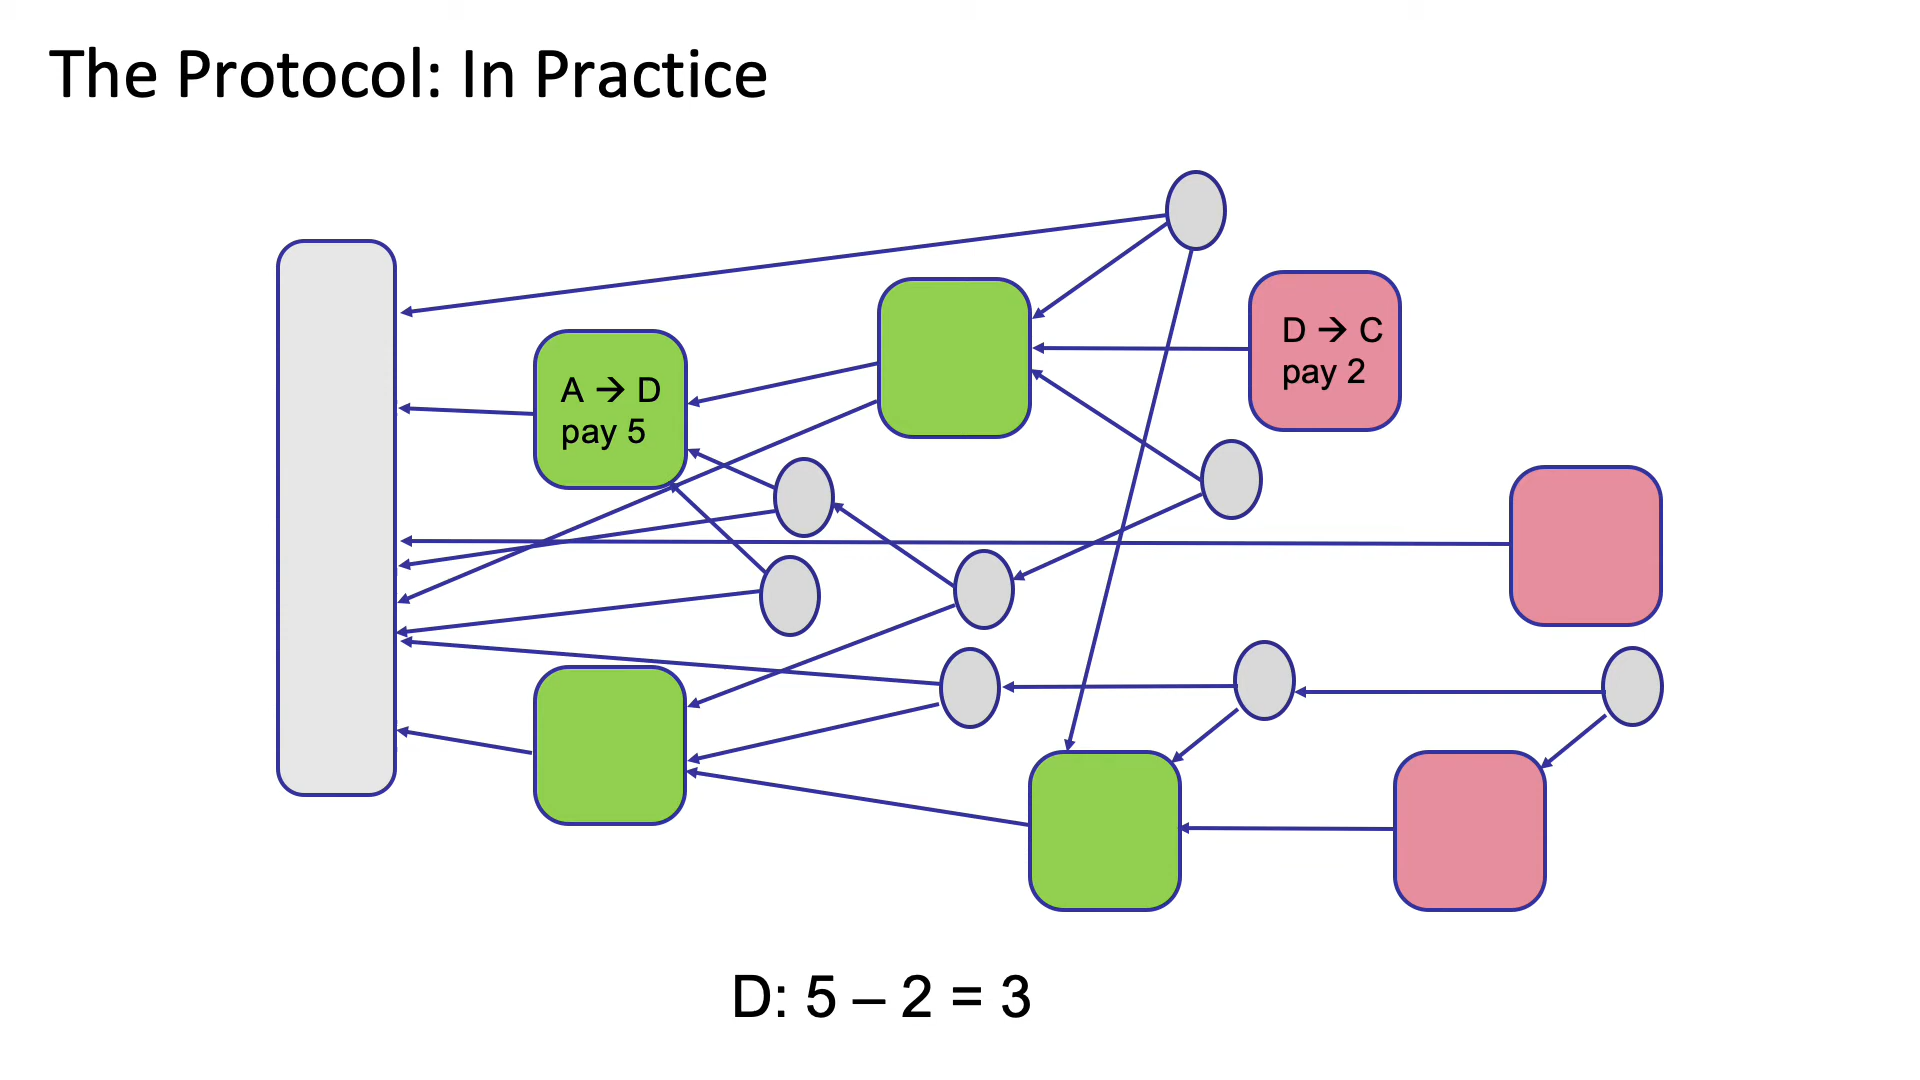 The Protocol: In Practice
D → C
pay 2
A → D
pay 5
D: 5 – 2 = 3